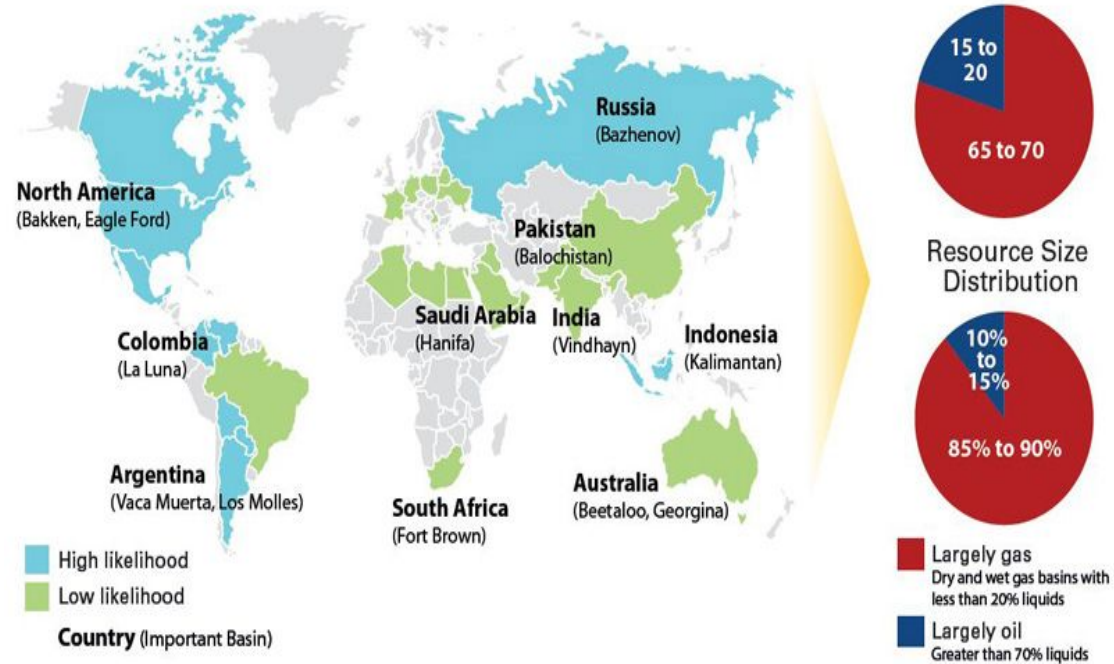 North America
(Bakken, Eagle Ford)
Colombia
(La Luna)
Argentina
(Vaca Muerta, Los Molles)
Russia
(Bazhenov)
Pakistan
(Balochistan)
Saudi Arabia
(Hanifa)
India
(Vindhayn)
Indonesia
(Kalimantan)
South Africa
(Fort Brown)
Australia
(Beetaloo, Georgina)
High likelihood
Low likelihood
Country (Important Basin)
15 to
20
65 to 70
Resource Size
Distribution
10%
to
15%
85% to 90%
Largely gas
Dry and wet gas basins with
less than 20% liquids
Largely oil
Greater than 70% liquids